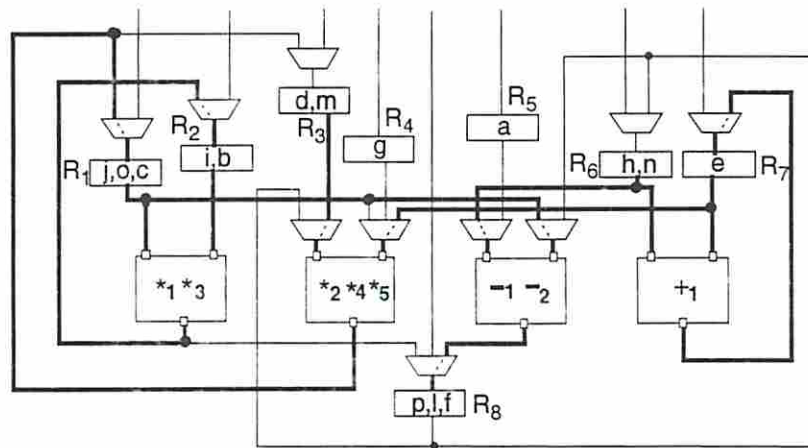 R5
R4
d,m
R2
R3
a
g
R1 j,o,c
i,b
R6 h,n
e R7
*1 *3
*2 *4 *5
−1 −2
+1
p,l,f R8